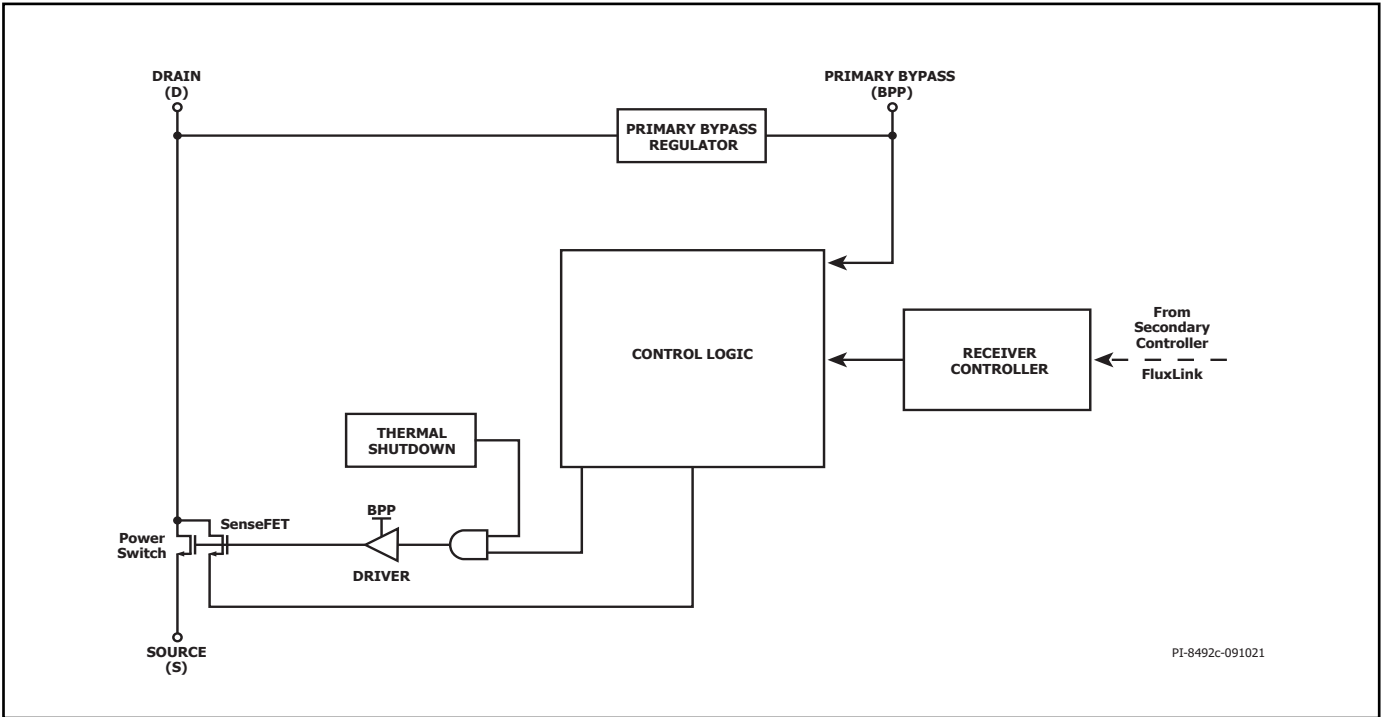 DRAIN
(D)
PRIMARY BYPASS
(BPP)
PRIMARY BYPASS
REGULATOR
CONTROL LOGIC
RECEIVER
CONTROLLER
From
Secondary
Controller
FluxLink
THERMAL
SHUTDOWN
BPP
SenseFET
Power
Switch
DRIVER
SOURCE
(S)
PI-8492c-091021